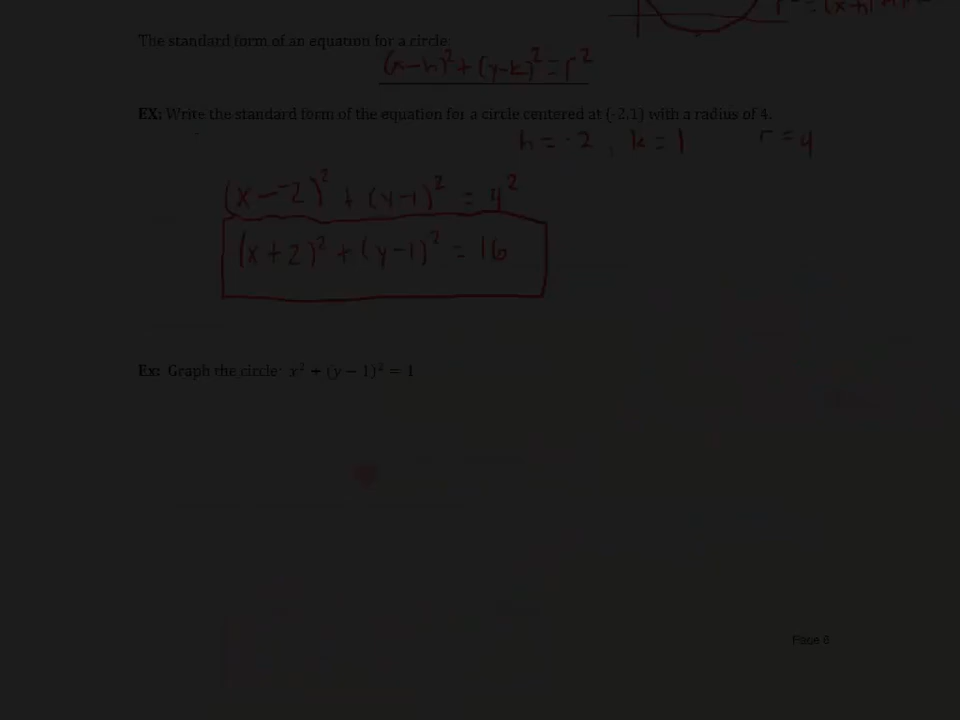 r² = (x-h)²
The standard form of an equation for a circle:
(x-h)² + (y-k)² = r²
EX: Write the standard form of the equation for a circle centered at (-2,1) with a radius of 4.
h = -2, k = 1 r = 4
(x--2)² + (y-1)² = 4²
(x+2)² + (y-1)² = 16
Ex: Graph the circle: x² + (y − 1)² = 1
Page 6